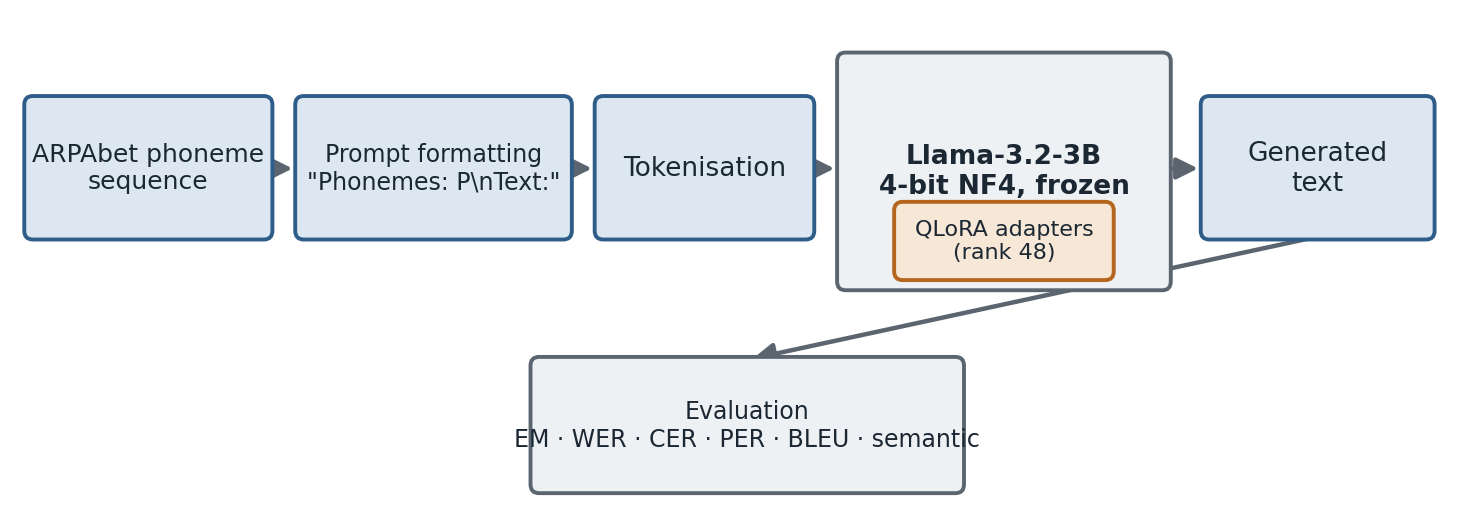 ARPAbet phoneme
sequence
Prompt formatting
"Phonemes: P\nText:"
Tokenisation
Llama-3.2-3B
4-bit NF4, frozen
QLoRA adapters
(rank 48)
Generated
text
Evaluation
EM · WER · CER · PER · BLEU · semantic